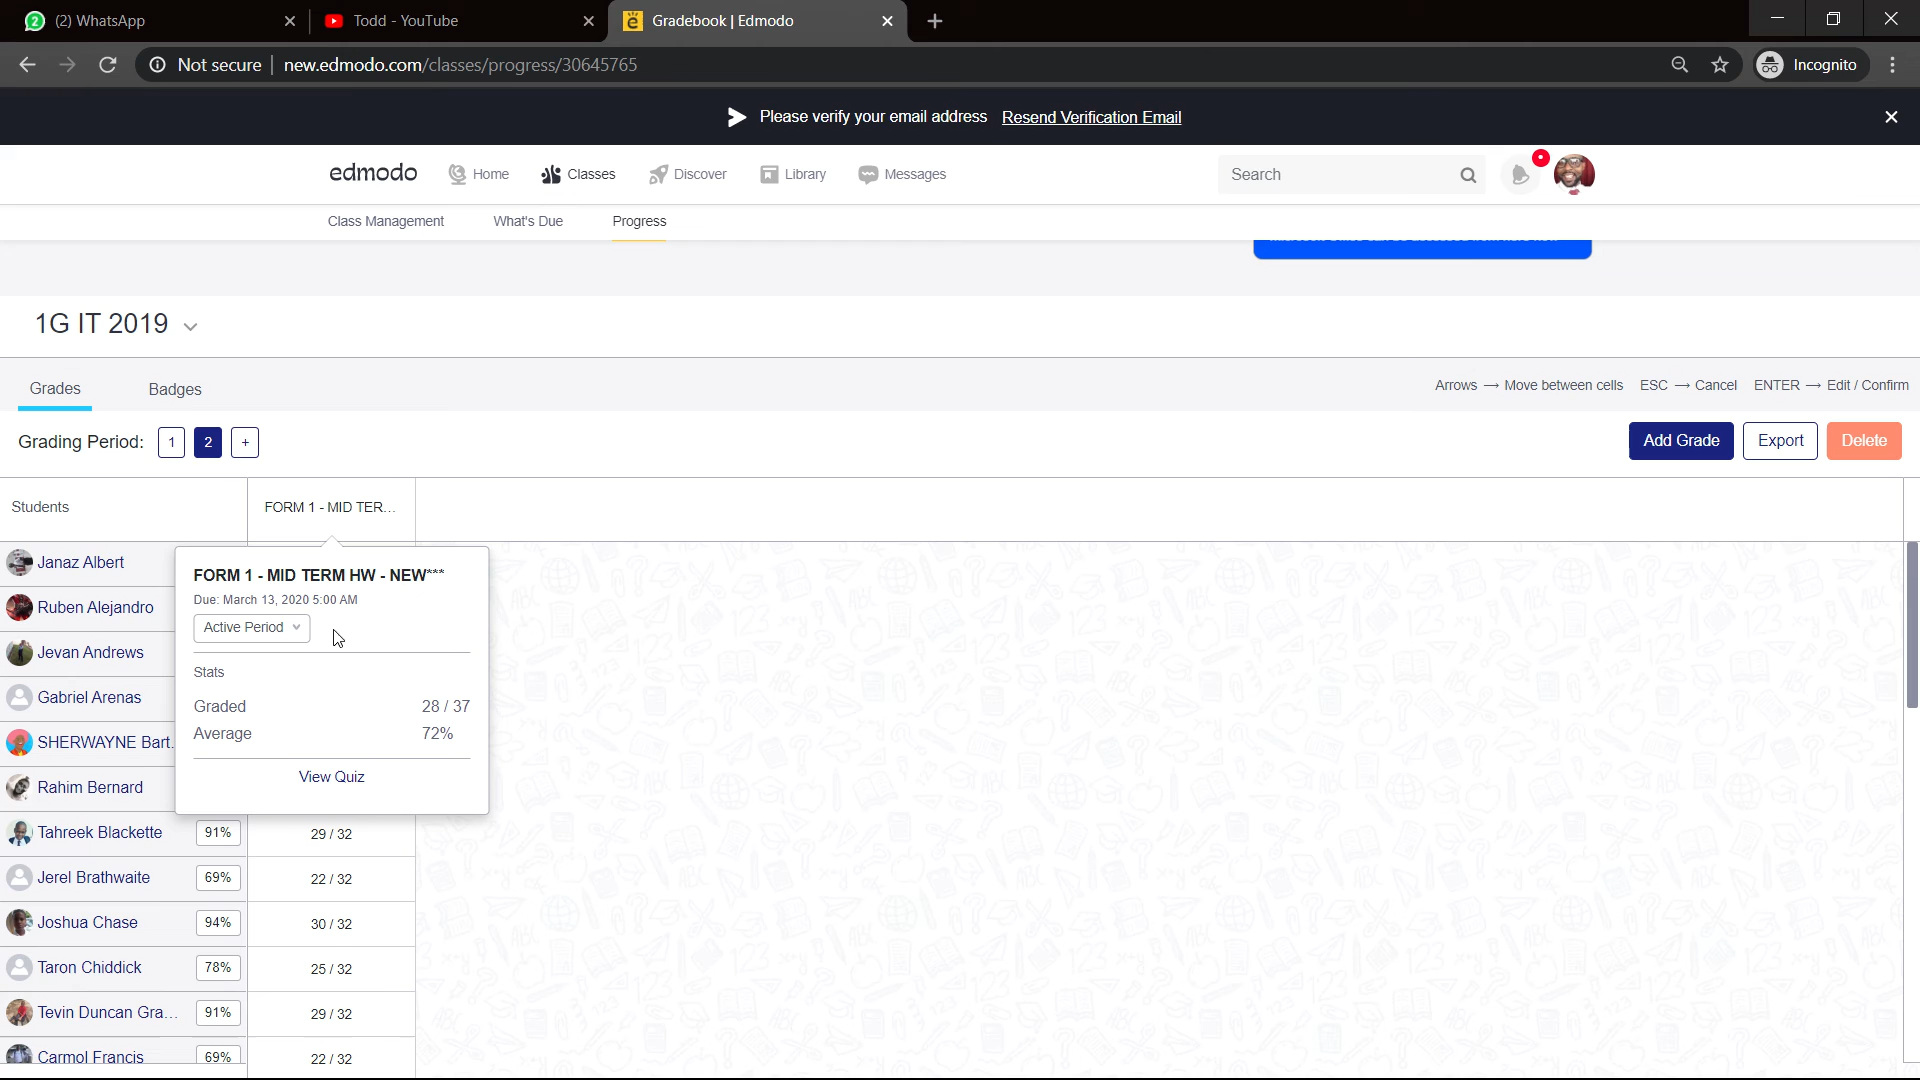 (2) WhatsApp
Todd - YouTube
Gradebook | Edmodo
Not secure
new.edmodo.com/classes/progress/30645765
Incognito
Please verify your email address Resend Verification Email
edmodo
Home
Classes
Discover
Library
Messages
Search
Class Management
What's Due
Progress
1G IT 2019
Grades
Badges
Arrows → Move between cells ESC → Cancel ENTER → Edit / Confirm
Grading Period: 1 2 +
Add Grade
Export
Delete
Students
FORM 1 - MID TER...
Janaz Albert
Ruben Alejandro
Jevan Andrews
Gabriel Arenas
SHERWAYNE Bart
Rahim Bernard
FORM 1 - MID TERM HW - NEW***
Due: March 13, 2020 5:00 AM
Active Period
Stats
Graded 28 / 37
Average 72%
View Quiz
Tahreek Blackette 91% 29 / 32
Jerel Brathwaite 69% 22 / 32
Joshua Chase 94% 30 / 32
Taron Chiddick 78% 25 / 32
Tevin Duncan Gra... 91% 29 / 32
Carmol Francis 69% 22 / 32